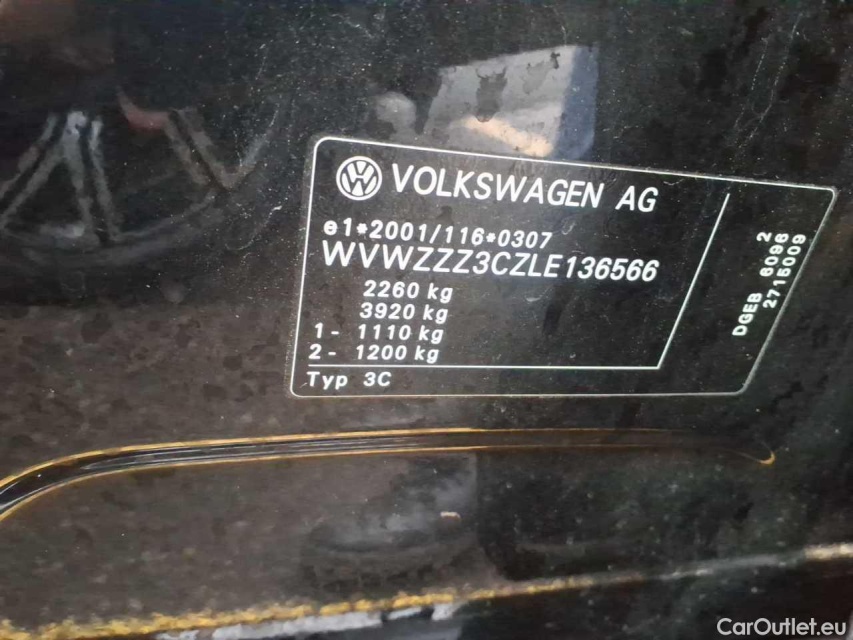 VOLKSWAGEN AG
e1*2001/116*0307
WVWZZZ3CZLE136566
2260 kg
3920 kg
1- 1110 kg
2- 1200 kg
Typ 3C
2
DGEB 6096
2715009
CarOutlet.eu